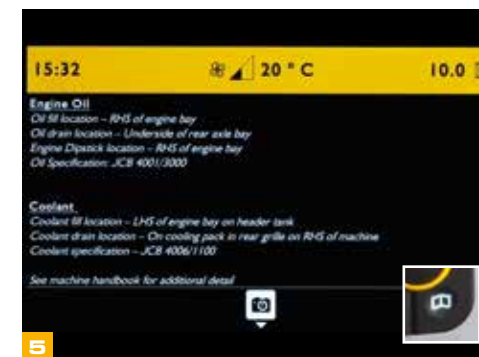 15:32 20 ° C 10.0
Engine Oil
Oil fill location – RHS of engine bay
Oil drain location – Underside of rear axle bay
Engine Dipstick location – RHS of engine bay
Oil Specification: JCB 4001/3000
Coolant
Coolant fill location – LHS of engine bay on header tank
Coolant drain location – On cooling pack in rear grille on RHS of machine
Coolant specification – JCB 4006/1100
See machine handbook for additional detail
5